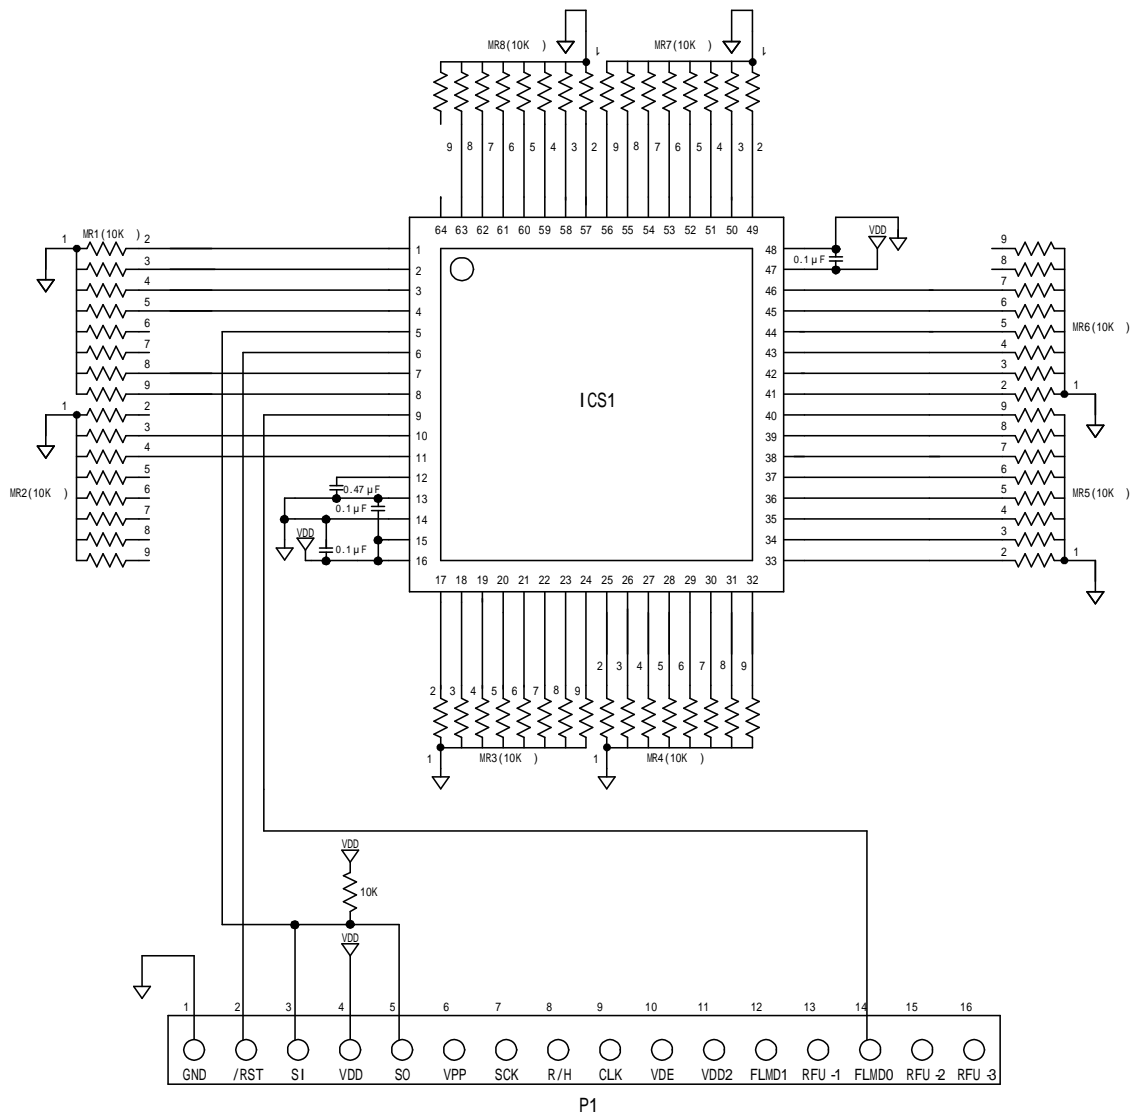 MR8(10K ) 1 MR7(10K ) 1
9 8 7 6 5 4 3 2 9 8 7 6 5 4 3 2
64 63 62 61 60 59 58 57 56 55 54 53 52 51 50 49
1 MR1(10K ) 2 1 48 VDD 9
0.1µF
3 2 47 8
4 3 46 7
5 4 45 6
6 5 44 5 MR6(10K )
7 6 43 4
8 7 42 3
9 8 41 2 1
ICS1
1 2 9 40 9
3 10 39 8
4 11 38 7
5 12 37 6
MR2(10K ) 6 0.47µF 13 36 5 MR5(10K )
0.1µF
7 14 35 4
8 VDD 15 34 3
0.1µF
9 16 33 2 1
17 18 19 20 21 22 23 24 25 26 27 28 29 30 31 32
2 3 4 5 6 7 8 9
2 3 4 5 6 7 8 9
1 MR3(10K ) 1 MR4(10K )
VDD
10K
VDD
1 2 3 4 5 6 7 8 9 10 11 12 13 14 15 16
GND /RST SI VDD SO VPP SCK R/H CLK VDE VDD2 FLMD1 RFU-1 FLMD0 RFU-2 RFU-3
P1